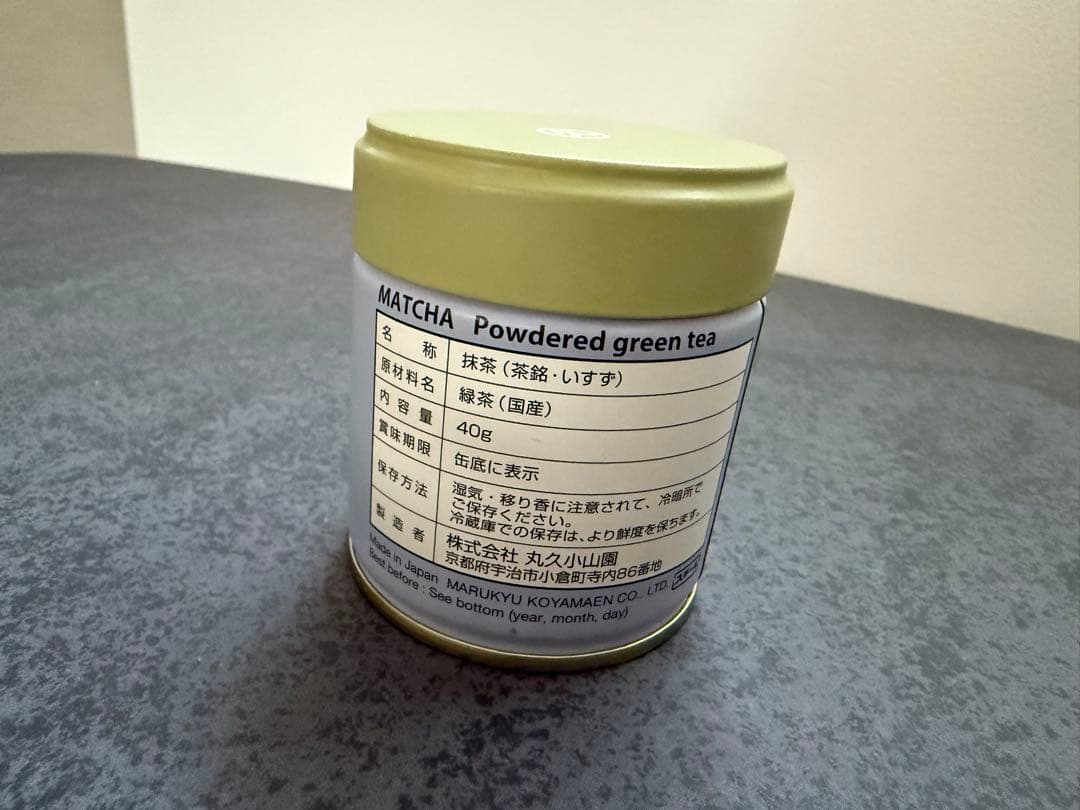 MATCHA Powdered green tea
名称 抹茶（茶銘・いすず）
原材料名 緑茶（国産）
内容量 40g
賞味期限 缶底に表示
保存方法 湿気・移り香に注意されて、冷暗所で
ご保存ください。
冷蔵庫での保存は、より鮮度を保ちます。
製造者 株式会社 丸久小山園
京都府宇治市小倉町寺内86番地
Made in Japan MARUKYU KOYAMAEN CO., LTD.
スチール
Best before : See bottom (year, month, day)